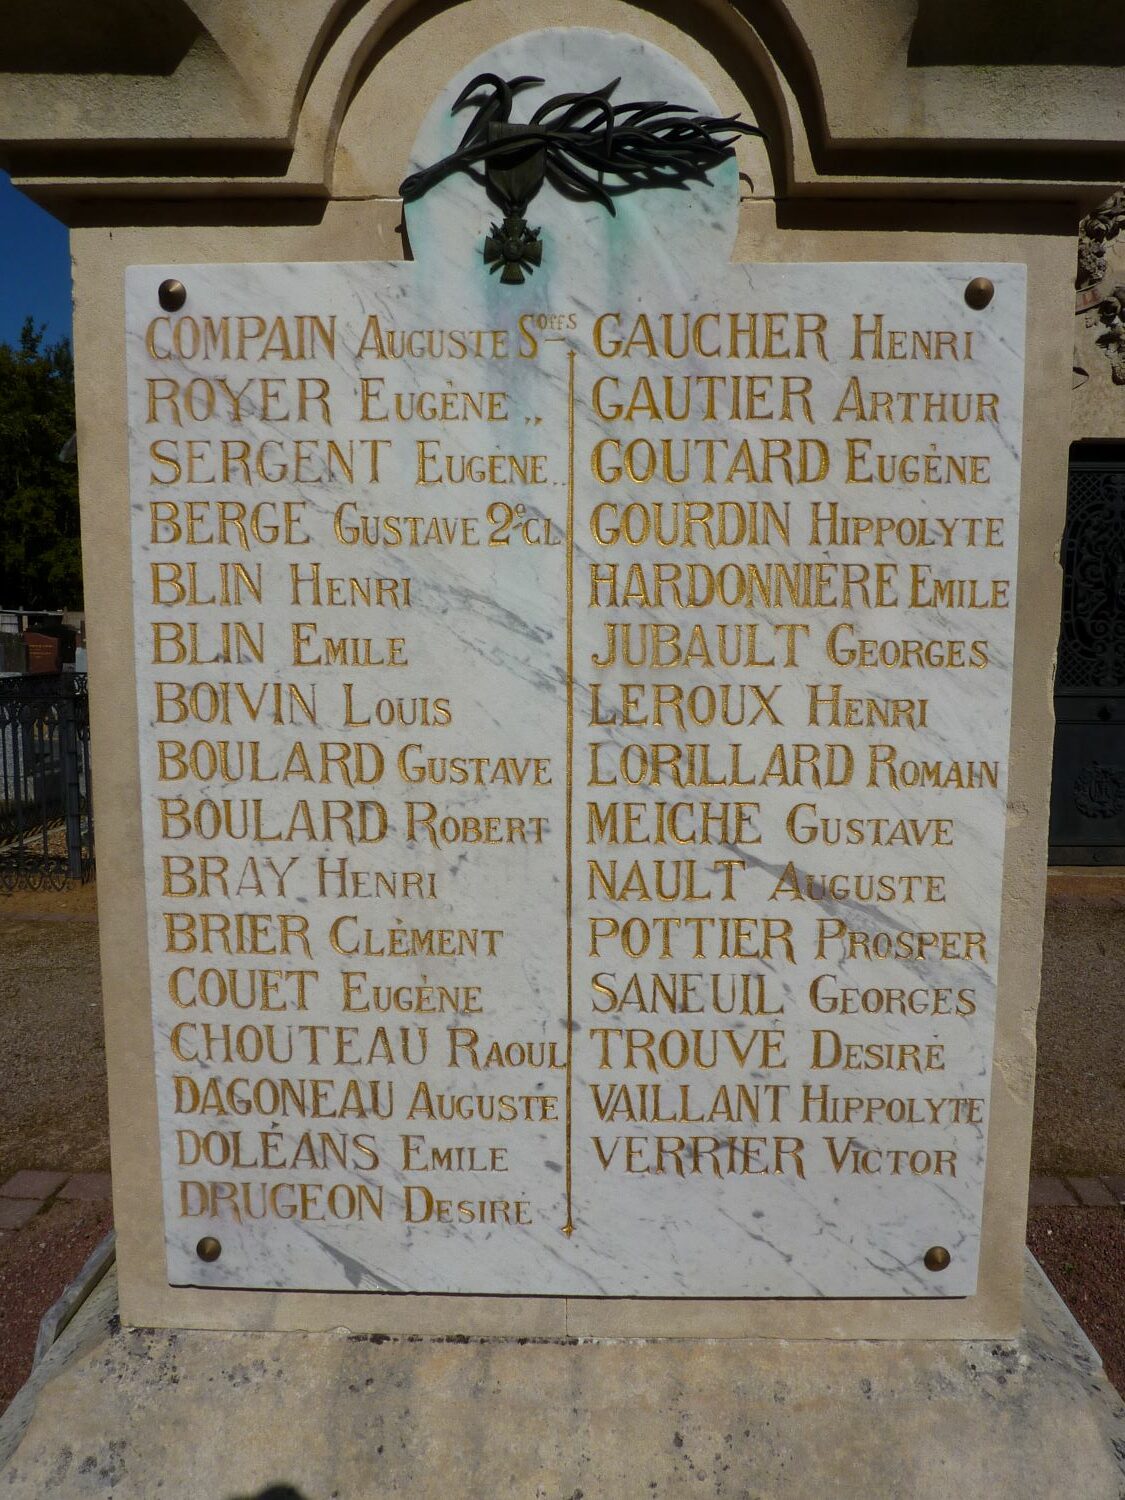 COMPAIN AUGUSTE SOFFS
ROYER EUGÈNE ,,
SERGENT EUGÈNE ,,
BERGE GUSTAVE 2e CL
BLIN HENRI
BLIN EMILE
BOIVIN LOUIS
BOULARD GUSTAVE
BOULARD ROBERT
BRAY HENRI
BRIER CLÈMENT
COUET EUGÈNE
CHOUTEAU RAOUL
DAGONEAU AUGUSTE
DOLÉANS EMILE
DRUGEON DESIRÉ
GAUCHER HENRI
GAUTIER ARTHUR
GOUTARD EUGÈNE
GOURDIN HIPPOLYTE
HARDONNIÈRE EMILE
JUBAULT GEORGES
LEROUX HENRI
LORILLARD ROMAIN
MEICHE GUSTAVE
NAULT AUGUSTE
POTTIER PROSPER
SANEUIL GEORGES
TROUVÉ DESIRÉ
VAILLANT HIPPOLYTE
VERRIER VICTOR